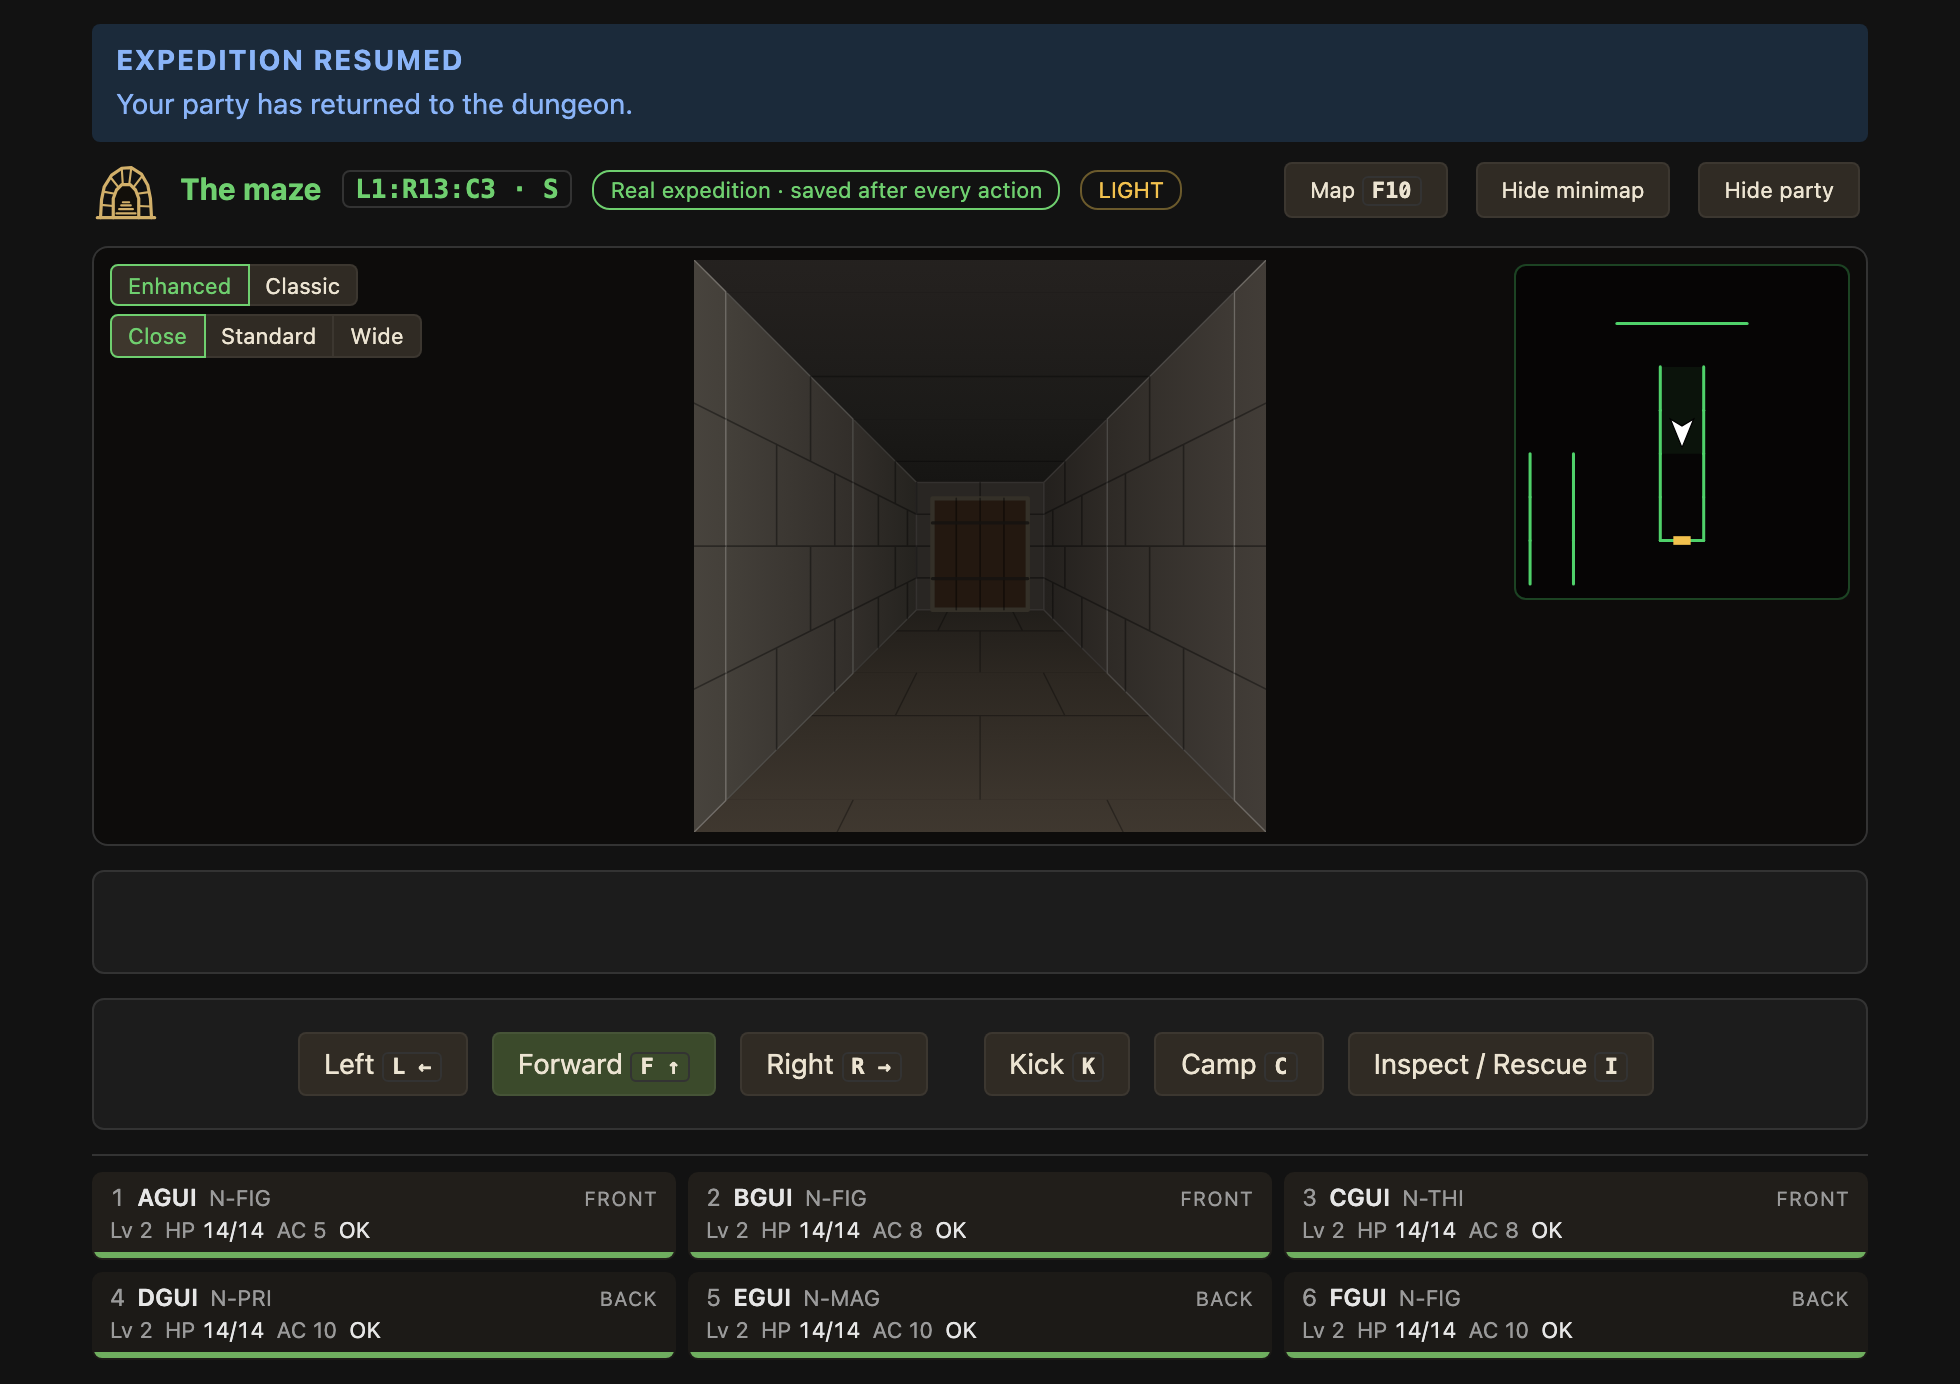 EXPEDITION RESUMED
Your party has returned to the dungeon.
The maze L1:R13:C3 · S Real expedition · saved after every action LIGHT Map F10 Hide minimap Hide party
Enhanced Classic
Close Standard Wide
Left L ← Forward F ↑ Right R → Kick K Camp C Inspect / Rescue I
1 AGUI N-FIG FRONT
Lv 2 HP 14/14 AC 5 OK
2 BGUI N-FIG FRONT
Lv 2 HP 14/14 AC 8 OK
3 CGUI N-THI FRONT
Lv 2 HP 14/14 AC 8 OK
4 DGUI N-PRI BACK
Lv 2 HP 14/14 AC 10 OK
5 EGUI N-MAG BACK
Lv 2 HP 14/14 AC 10 OK
6 FGUI N-FIG BACK
Lv 2 HP 14/14 AC 10 OK